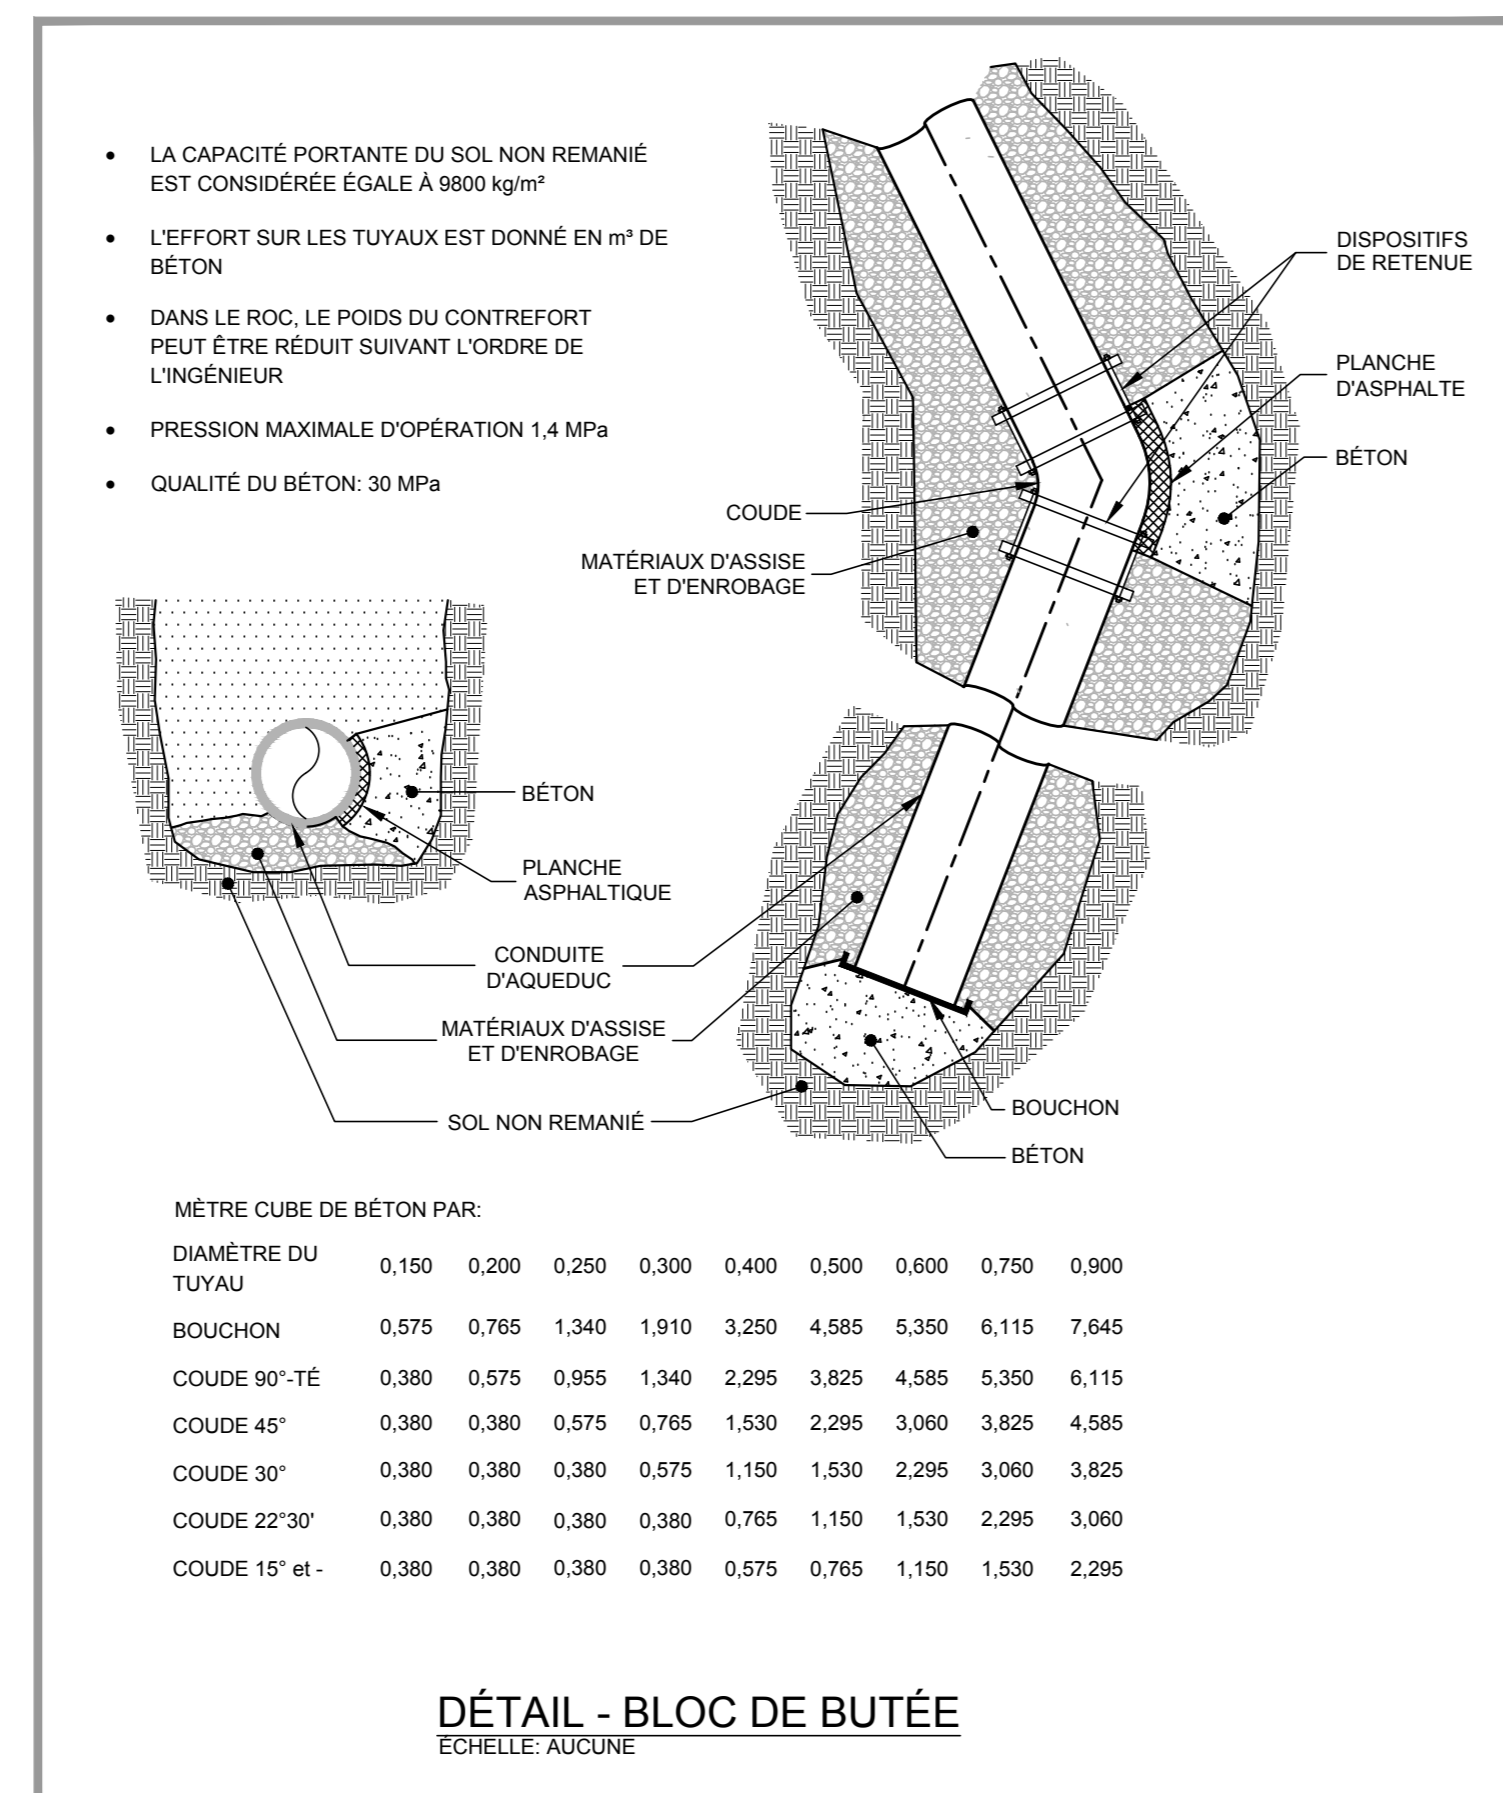 • LA CAPACITÉ PORTANTE DU SOL NON REMANIÉ
EST CONSIDÉRÉE ÉGALE À 9800 kg/m²
• L'EFFORT SUR LES TUYAUX EST DONNÉ EN m³ DE
BÉTON
• DANS LE ROC, LE POIDS DU CONTREFORT
PEUT ÊTRE RÉDUIT SUIVANT L'ORDRE DE
L'INGÉNIEUR
• PRESSION MAXIMALE D'OPÉRATION 1,4 MPa
• QUALITÉ DU BÉTON: 30 MPa
DISPOSITIFS
DE RETENUE
PLANCHE
D'ASPHALTE
BÉTON
COUDE
MATÉRIAUX D'ASSISE
ET D'ENROBAGE
BÉTON
PLANCHE
ASPHALTIQUE
CONDUITE
D'AQUEDUC
MATÉRIAUX D'ASSISE
ET D'ENROBAGE
SOL NON REMANIÉ
BOUCHON
BÉTON
MÈTRE CUBE DE BÉTON PAR:
DIAMÈTRE DU
TUYAU 0,150 0,200 0,250 0,300 0,400 0,500 0,600 0,750 0,900
BOUCHON 0,575 0,765 1,340 1,910 3,250 4,585 5,350 6,115 7,645
COUDE 90°-TÉ 0,380 0,575 0,955 1,340 2,295 3,825 4,585 5,350 6,115
COUDE 45° 0,380 0,380 0,575 0,765 1,530 2,295 3,060 3,825 4,585
COUDE 30° 0,380 0,380 0,380 0,575 1,150 1,530 2,295 3,060 3,825
COUDE 22°30' 0,380 0,380 0,380 0,380 0,765 1,150 1,530 2,295 3,060
COUDE 15° et - 0,380 0,380 0,380 0,380 0,575 0,765 1,150 1,530 2,295
DÉTAIL - BLOC DE BUTÉE
ÉCHELLE: AUCUNE